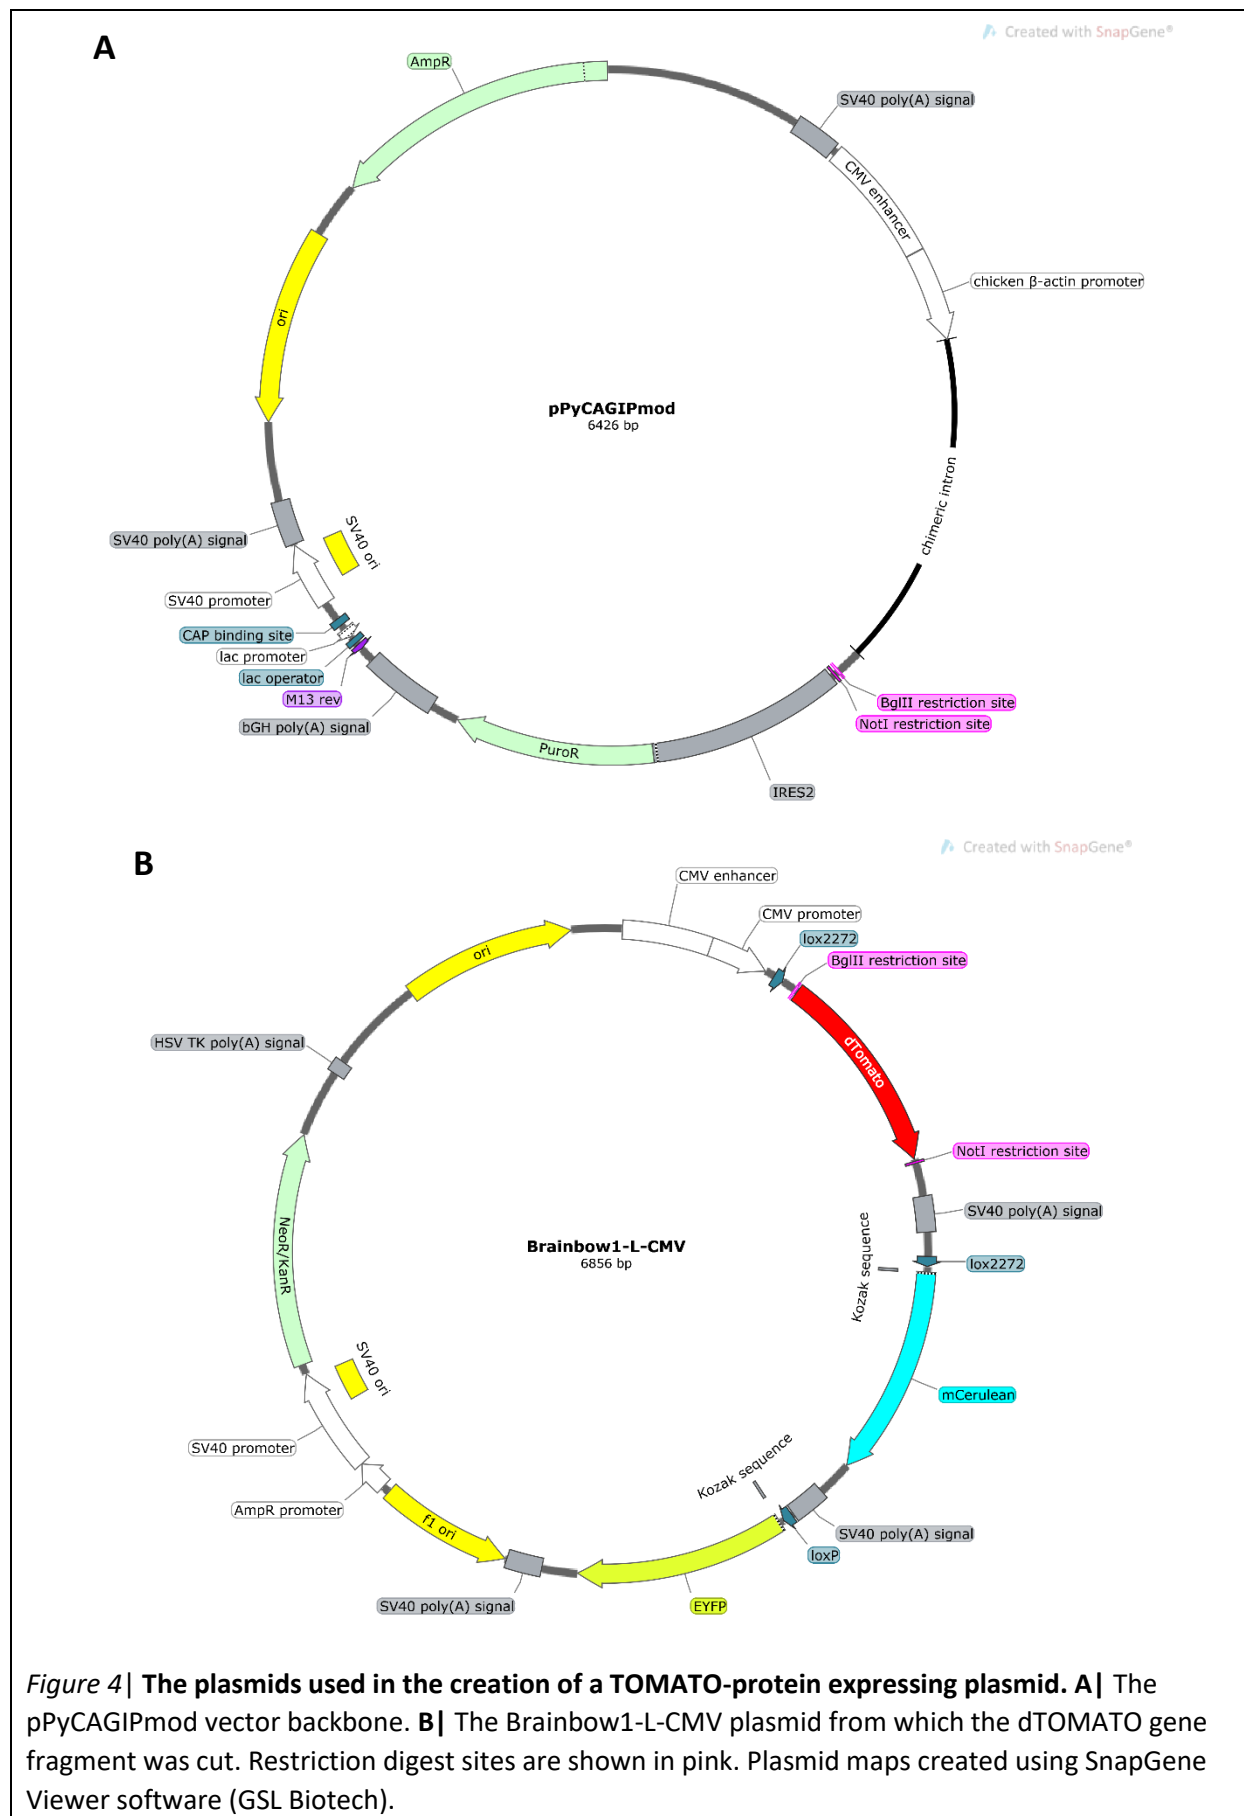 A
Created with SnapGene®
AmpR
SV40 poly(A) signal
CMV enhancer
chicken β-actin promoter
ori
pPyCAGIPmod
6426 bp
chimeric intron
SV40 poly(A) signal
SV40 ori
SV40 promoter
CAP binding site
lac promoter
lac operator
M13 rev
bGH poly(A) signal
BglII restriction site
NotI restriction site
PuroR
IRES2
B
Created with SnapGene®
CMV enhancer
CMV promoter
lox2272
BglII restriction site
ori
HSV TK poly(A) signal
dTomato
NotI restriction site
SV40 poly(A) signal
NeoR/KanR
Brainbow1-L-CMV
6856 bp
Kozak sequence
lox2272
SV40 ori
mCerulean
SV40 promoter
Kozak sequence
AmpR promoter
f1 ori
SV40 poly(A) signal
loxP
SV40 poly(A) signal
EYFP
Figure 4| The plasmids used in the creation of a TOMATO-protein expressing plasmid. A| The
pPyCAGIPmod vector backbone. B| The Brainbow1-L-CMV plasmid from which the dTOMATO gene
fragment was cut. Restriction digest sites are shown in pink. Plasmid maps created using SnapGene
Viewer software (GSL Biotech).